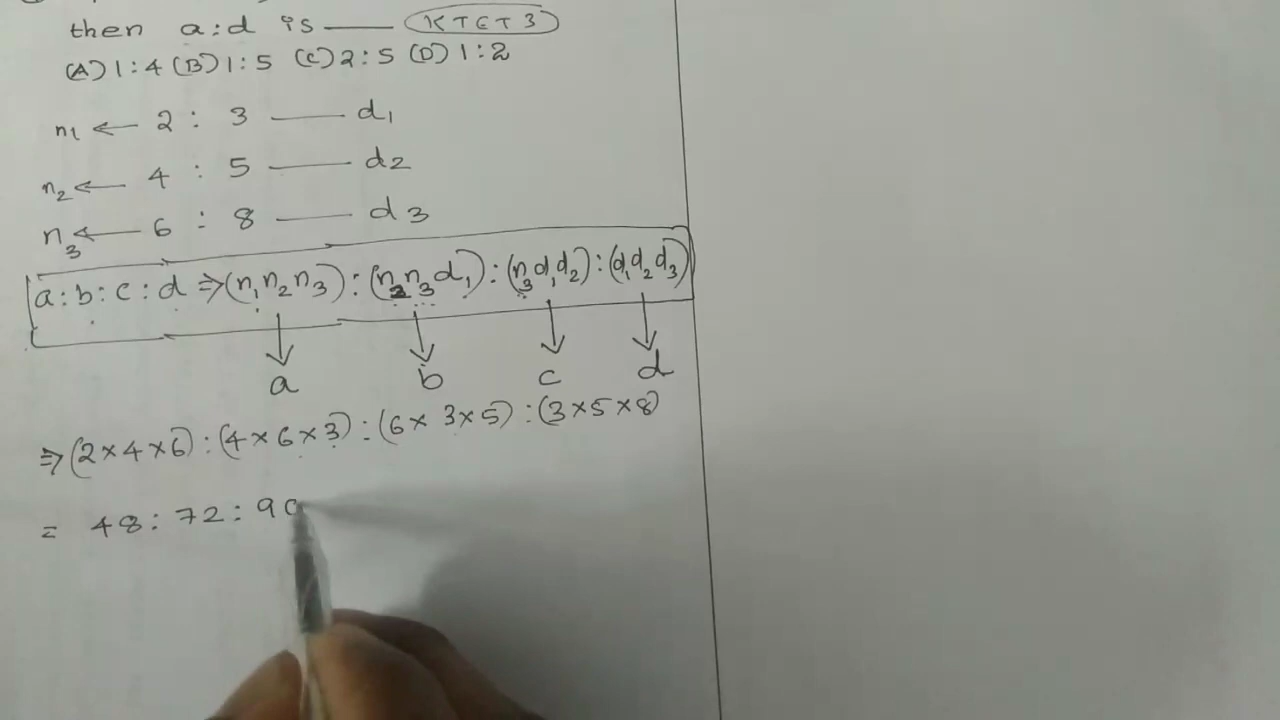 then a:d is —— KTET 3
(A) 1:4 (B) 1:5 (C) 2:5 (D) 1:2
n₁ ← 2 : 3 —— d₁
n₂ ← 4 : 5 —— d₂
n₃ ← 6 : 8 —— d₃
a:b:c:d ⇒ (n₁n₂n₃) : (n₂n₃d₁) : (n₃d₁d₂) : (d₁d₂d₃)
a b c d
⇒ (2×4×6) : (4×6×3) : (6×3×5) : (3×5×8)
= 48 : 72 : 90